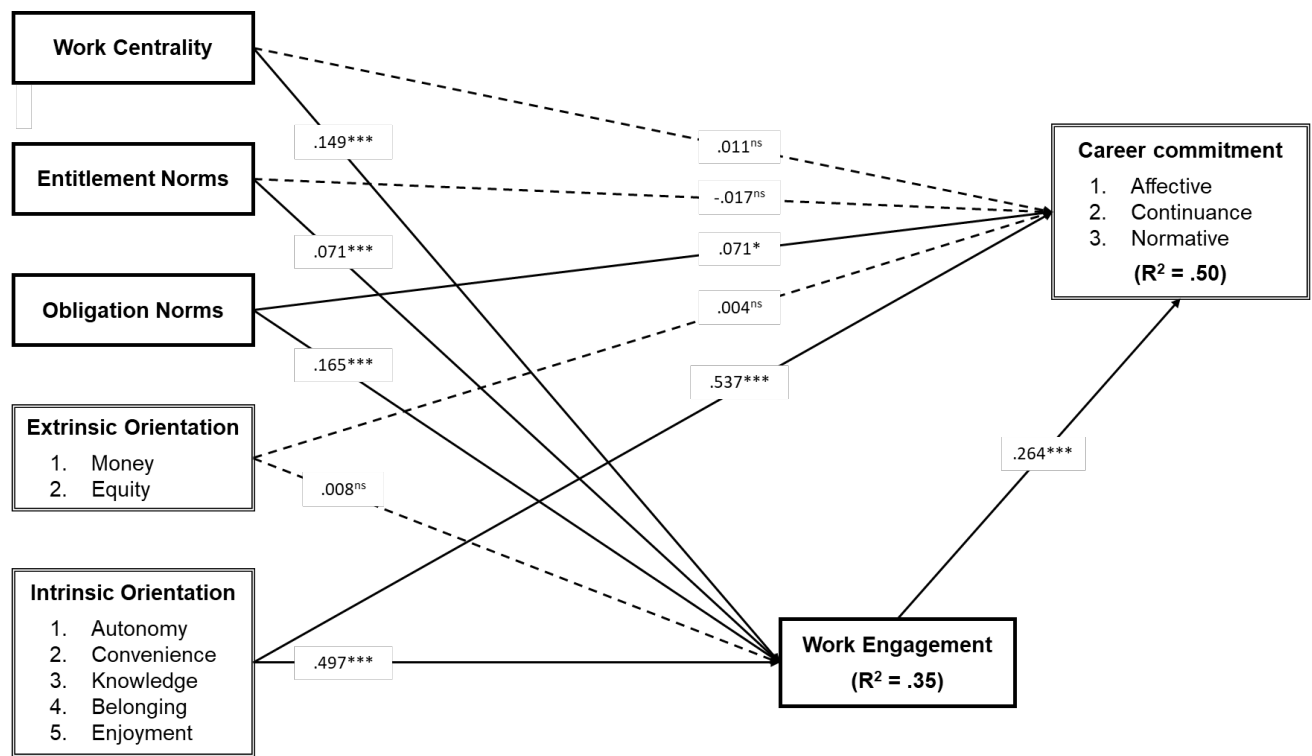 Work Centrality
.149***
.011ns
Career commitment
1. Affective
2. Continuance
3. Normative
(R² = .50)
Entitlement Norms
-.017ns
.071***
.071*
Obligation Norms
.004ns
.165***
.537***
Extrinsic Orientation
1. Money
2. Equity
.008ns
.264***
Intrinsic Orientation
1. Autonomy
2. Convenience
3. Knowledge
4. Belonging
5. Enjoyment
.497***
Work Engagement
(R² = .35)